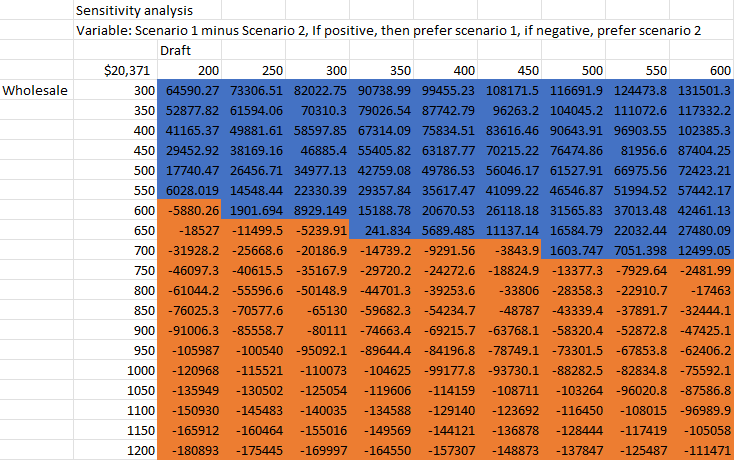 Sensitivity analysis
Variable: Scenario 1 minus Scenario 2, If positive, then prefer scenario 1, if negative, prefer scenario 2
Draft
$20,371 200 250 300 350 400 450 500 550 600
Wholesale 300 64590.27 73306.51 82022.75 90738.99 99455.23 108171.5 116691.9 124473.8 131501.3
350 52877.82 61594.06 70310.3 79026.54 87742.79 96263.2 104045.2 111072.6 117332.2
400 41165.37 49881.61 58597.85 67314.09 75834.51 83616.46 90643.91 96903.55 102385.3
450 29452.92 38169.16 46885.4 55405.82 63187.77 70215.22 76474.86 81956.6 87404.25
500 17740.47 26456.71 34977.13 42759.08 49786.53 56046.17 61527.91 66975.56 72423.21
550 6028.019 14548.44 22330.39 29357.84 35617.47 41099.22 46546.87 51994.52 57442.17
600 -5880.26 1901.694 8929.149 15188.78 20670.53 26118.18 31565.83 37013.48 42461.13
650 -18527 -11499.5 -5239.91 241.834 5689.485 11137.14 16584.79 22032.44 27480.09
700 -31928.2 -25668.6 -20186.9 -14739.2 -9291.56 -3843.9 1603.747 7051.398 12499.05
750 -46097.3 -40615.5 -35167.9 -29720.2 -24272.6 -18824.9 -13377.3 -7929.64 -2481.99
800 -61044.2 -55596.6 -50148.9 -44701.3 -39253.6 -33806 -28358.3 -22910.7 -17463
850 -76025.3 -70577.6 -65130 -59682.3 -54234.7 -48787 -43339.4 -37891.7 -32444.1
900 -91006.3 -85558.7 -80111 -74663.4 -69215.7 -63768.1 -58320.4 -52872.8 -47425.1
950 -105987 -100540 -95092.1 -89644.4 -84196.8 -78749.1 -73301.5 -67853.8 -62406.2
1000 -120968 -115521 -110073 -104625 -99177.8 -93730.1 -88282.5 -82834.8 -75592.1
1050 -135949 -130502 -125054 -119606 -114159 -108711 -103264 -96020.8 -87586.8
1100 -150930 -145483 -140035 -134588 -129140 -123692 -116450 -108015 -96989.9
1150 -165912 -160464 -155016 -149569 -144121 -136878 -128444 -117419 -105058
1200 -180893 -175445 -169997 -164550 -157307 -148873 -137847 -125487 -111471